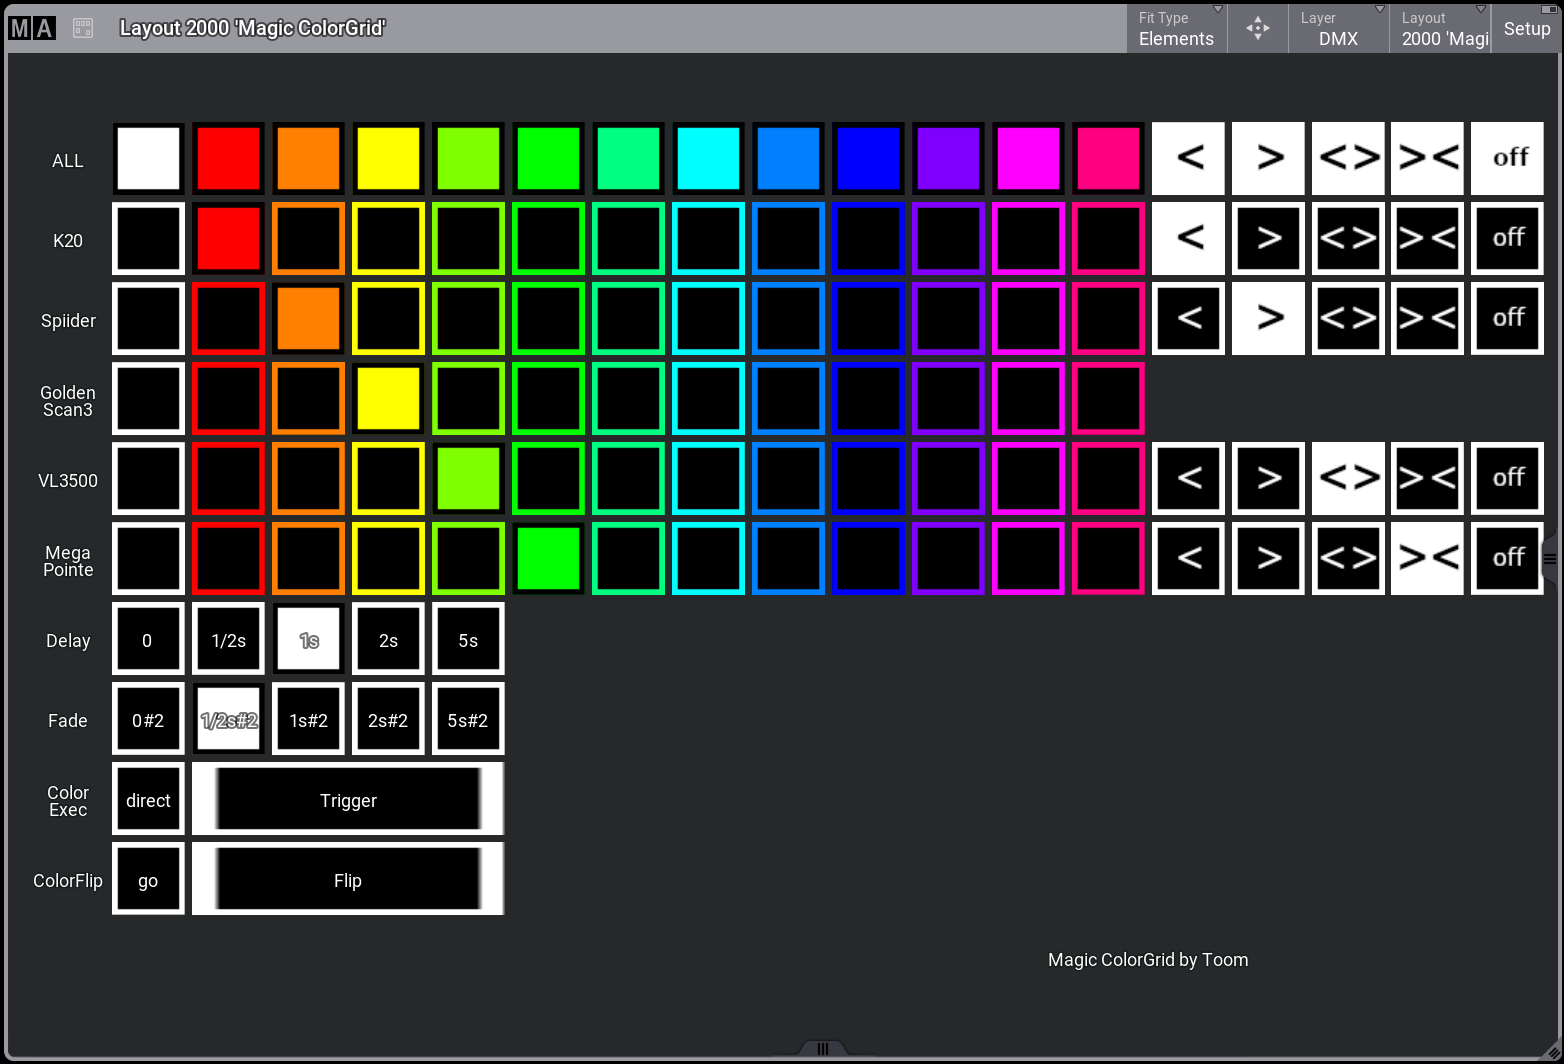 MA Layout 2000 'Magic ColorGrid' Fit Type Elements Layer DMX Layout 2000 'Magi Setup
ALL < > < > > < off
K20 < > < > > < off
Spiider < > < > > < off
Golden
Scan3
VL3500 < > < > > < off
Mega
Pointe < > < > > < off
Delay 0 1/2s 1s 2s 5s
Fade 0#2 1/2s#2 1s#2 2s#2 5s#2
Color
Exec direct Trigger
ColorFlip go Flip
Magic ColorGrid by Toom